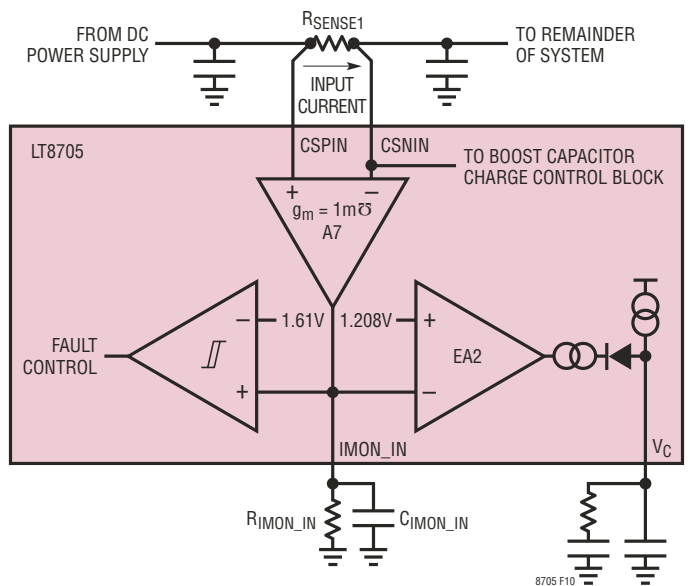 RSENSE1
FROM DC
POWER SUPPLY
TO REMAINDER
OF SYSTEM
INPUT
CURRENT
LT8705
CSPIN
CSNIN
TO BOOST CAPACITOR
CHARGE CONTROL BLOCK
+
−
gm = 1m℧
A7
FAULT
CONTROL
−
1.61V
1.208V
+
EA2
+
−
IMON_IN
VC
RIMON_IN
CIMON_IN
8705 F10